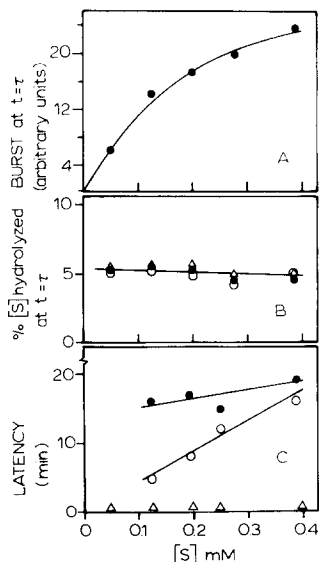 BURST at t=τ
(arbitrary units)
20
12
4
A
% [S] hydrolyzed
at t=τ
10
5
0
B
LATENCY
(min)
20
10
0
C
0 0.1 0.2 0.3 0.4
[S] mM